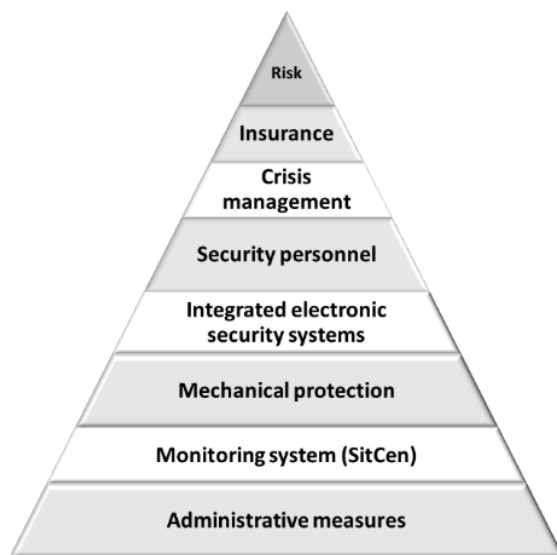 Risk
Insurance
Crisis
management
Security personnel
Integrated electronic
security systems
Mechanical protection
Monitoring system (SitCen)
Administrative measures